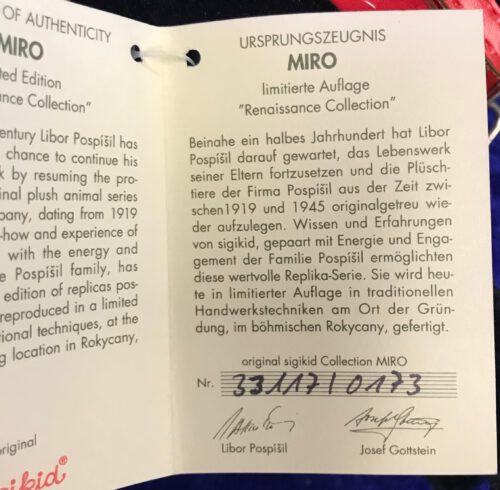 OF AUTHENTICITY
MIRO
ted Edition
ance Collection"
entury Libor Pospíšil has
chance to continue his
k by resuming the pro-
inal plush animal series
pany, dating from 1919
-how and experience of
with the energy and
e Pospíšil family, has
edition of replicas pos-
reproduced in a limited
tional techniques, at the
g location in Rokycany,
original
sigikid®
URSPRUNGSZEUGNIS
MIRO
limitierte Auflage
"Renaissance Collection"
Beinahe ein halbes Jahrhundert hat Libor
Pospíšil darauf gewartet, das Lebenswerk
seiner Eltern fortzusetzen und die Plüsch-
tiere der Firma Pospíšil aus der Zeit zwi-
schen1919 und 1945 originalgetreu wie-
der aufzulegen. Wissen und Erfahrungen
von sigikid, gepaart mit Energie und Enga-
gement der Familie Pospíšil ermöglichten
diese wertvolle Replika-Serie. Sie wird heu-
te in limitierter Auflage in traditionellen
Handwerkstechniken am Ort der Grün-
dung, im böhmischen Rokycany, gefertigt.
original sigikid Collection MIRO
Nr. 33117/0173
Libor Pospíšil Josef Gottstein